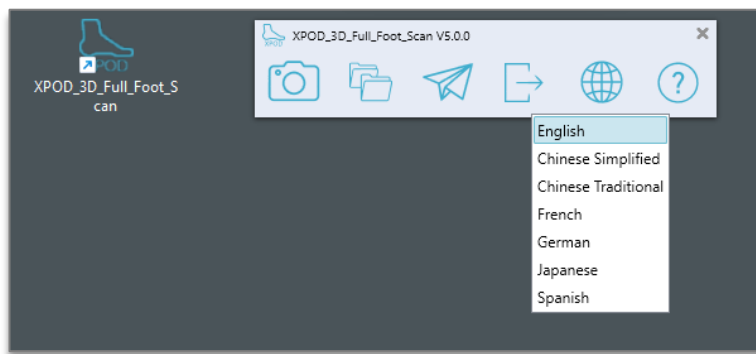 XPOD
XPOD_3D_Full_Foot_S
can
XPOD
XPOD_3D_Full_Foot_Scan V5.0.0
?
English
Chinese Simplified
Chinese Traditional
French
German
Japanese
Spanish